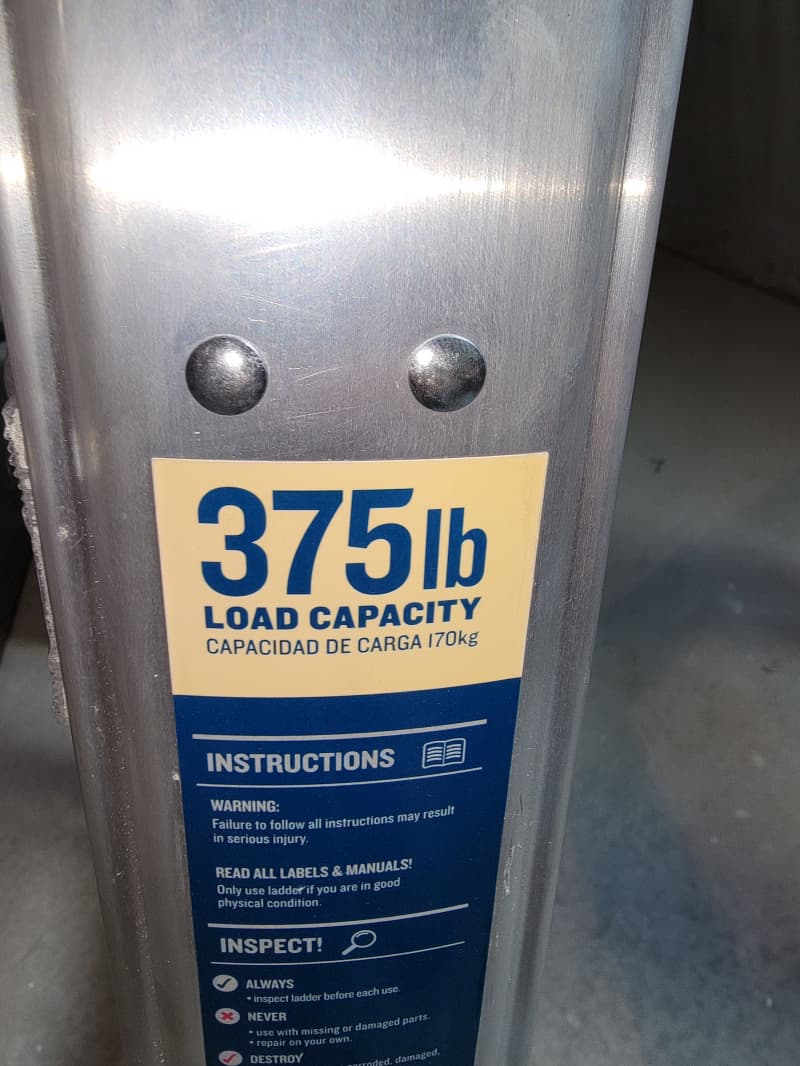 375lb
LOAD CAPACITY
CAPACIDAD DE CARGA 170kg
INSTRUCTIONS
WARNING:
Failure to follow all instructions may result
in serious injury.
READ ALL LABELS & MANUALS!
Only use ladder if you are in good
physical condition.
INSPECT!
ALWAYS
• inspect ladder before each use.
NEVER
• use with missing or damaged parts.
• repair on your own.
DESTROY
corroded, damaged,